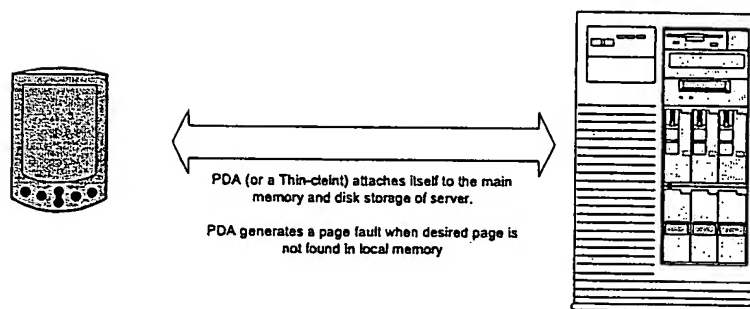 PDA (or a Thin-cleint) attaches itself to the main
memory and disk storage of server.
PDA generates a page fault when desired page is
not found in local memory